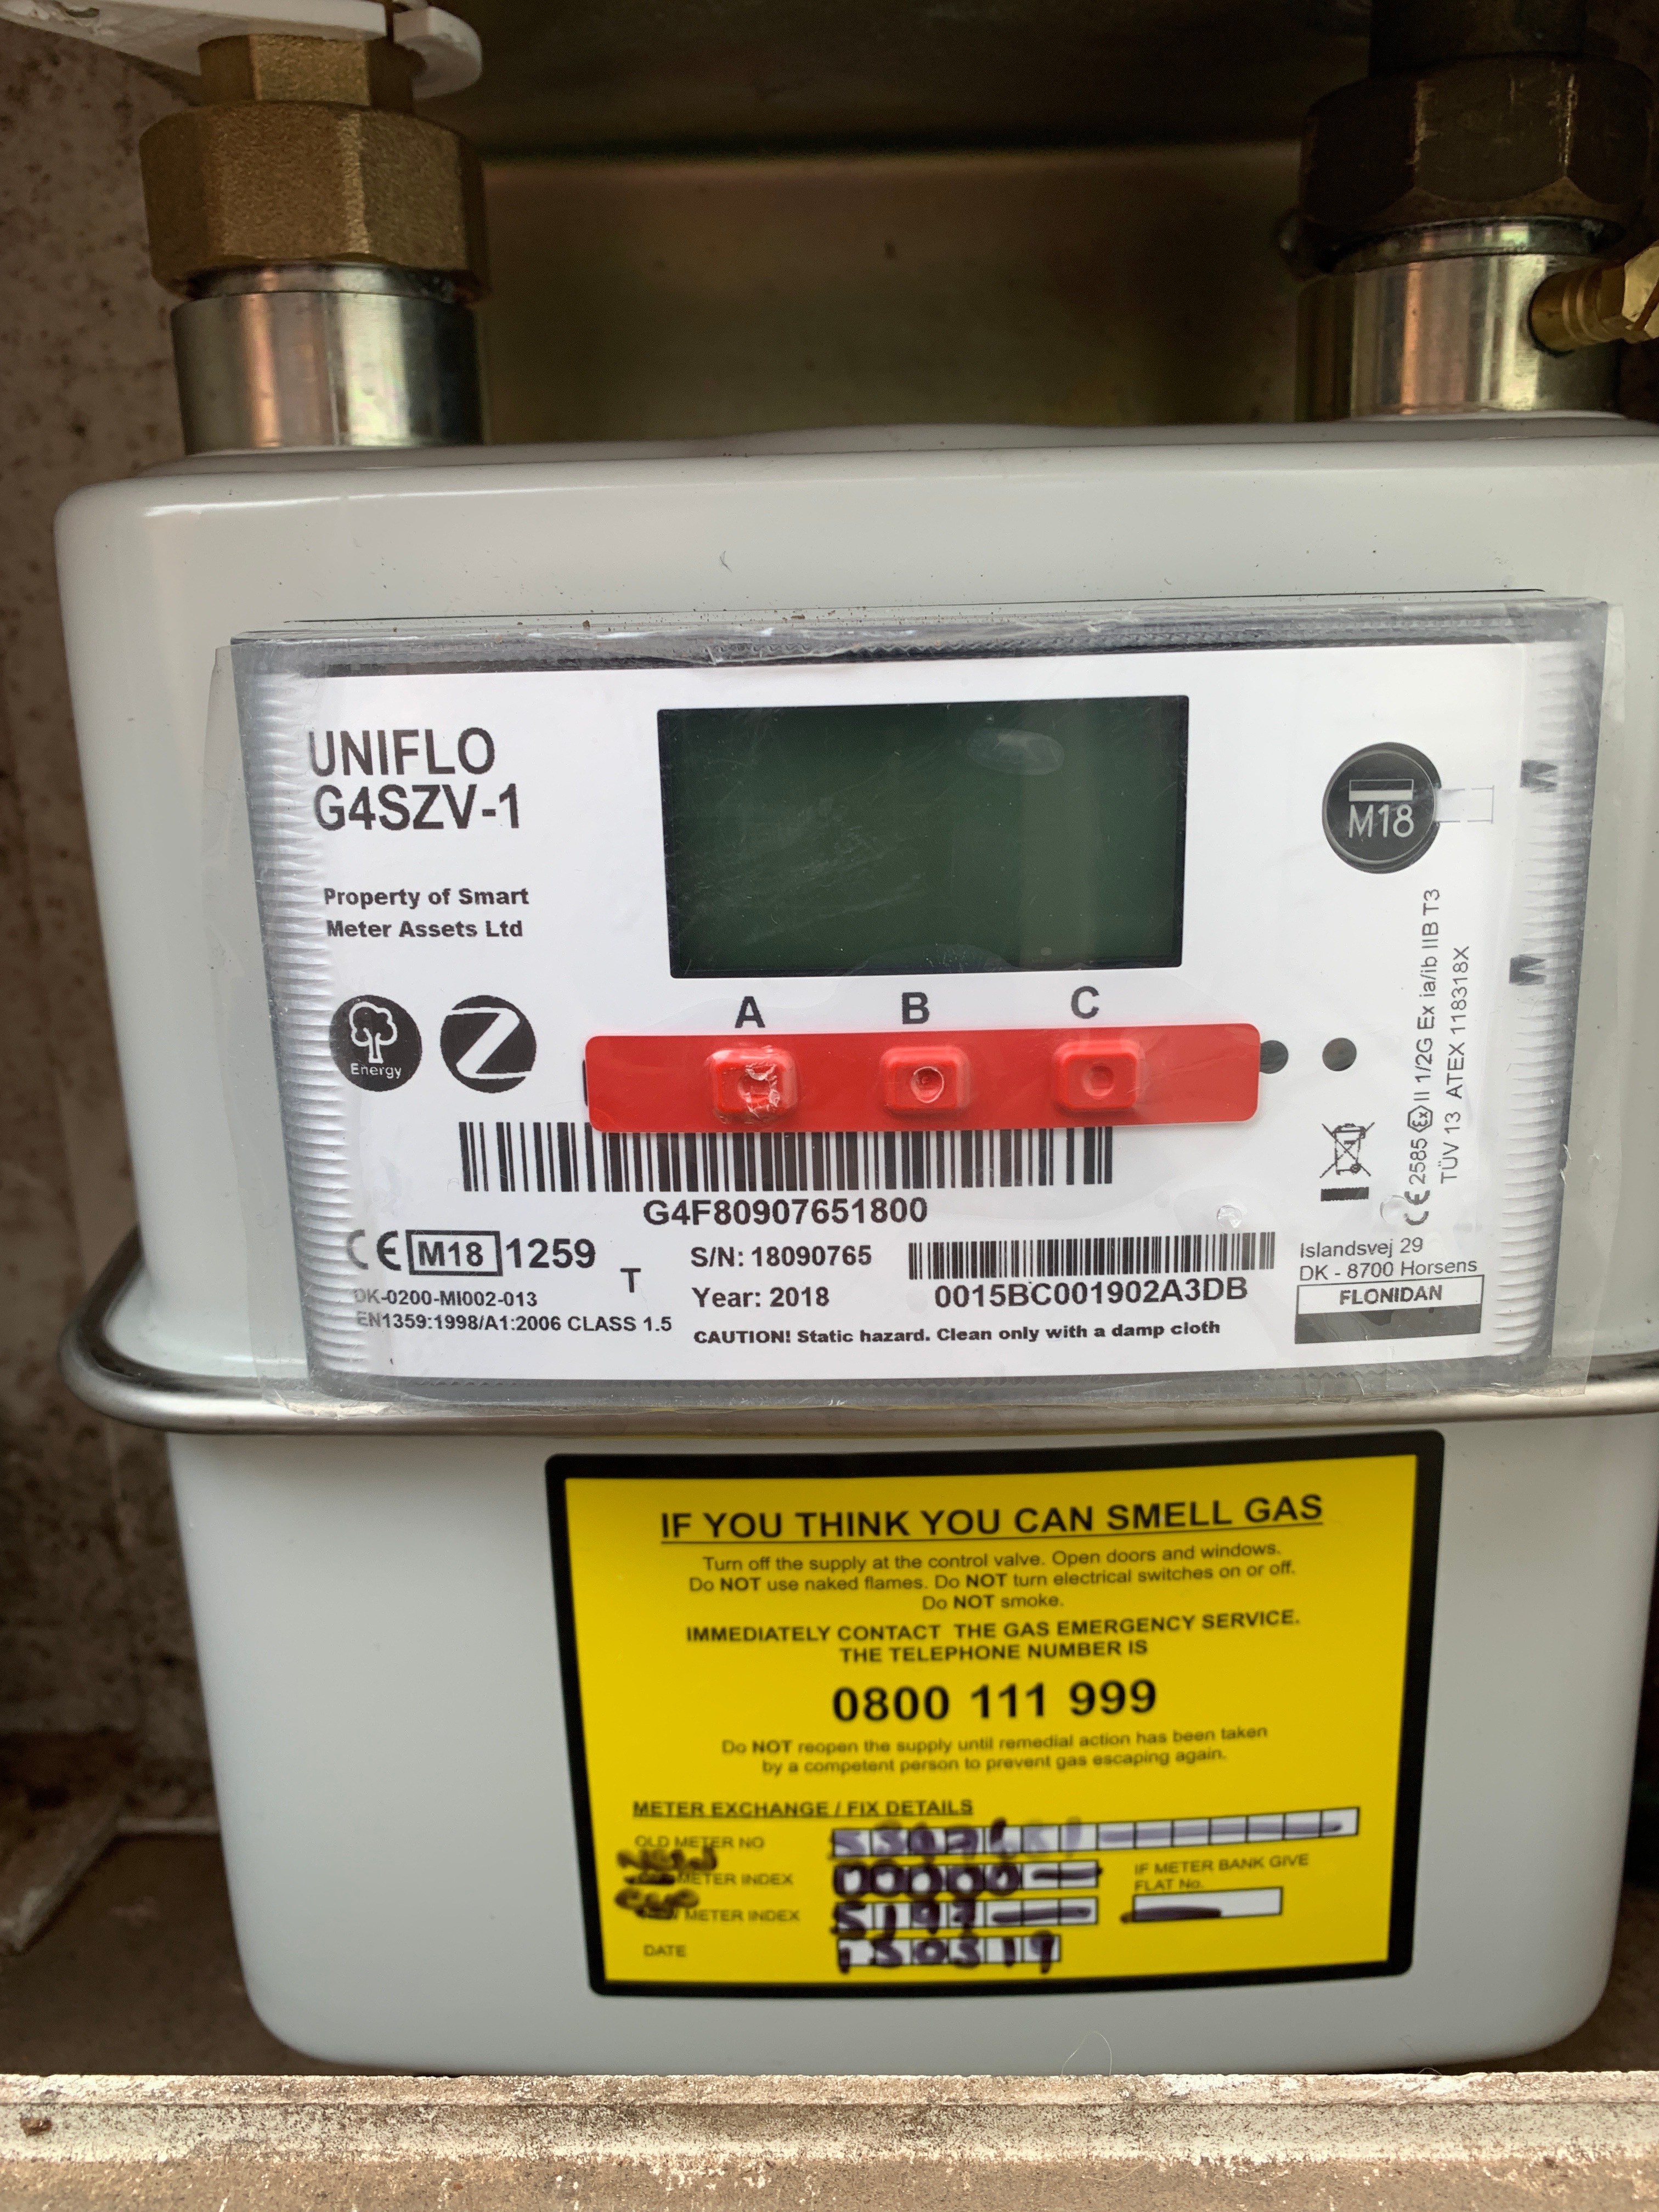 UNIFLO
G4SZV-1
Property of Smart
Meter Assets Ltd
Energy
Z
M18
A B C
G4F80907651800
CE M18 1259
T
DK-0200-MI002-013
EN1359:1998/A1:2006 CLASS 1.5
S/N: 18090765
Year: 2018
0015BC001902A3DB
CAUTION! Static hazard. Clean only with a damp cloth
CE 2585 Ex II 1/2G Ex ia/ib IIB T3
TÜV 13 ATEX 118318X
Islandsvej 29
DK - 8700 Horsens
FLONIDAN
IF YOU THINK YOU CAN SMELL GAS
Turn off the supply at the control valve. Open doors and windows.
Do NOT use naked flames. Do NOT turn electrical switches on or off.
Do NOT smoke.
IMMEDIATELY CONTACT THE GAS EMERGENCY SERVICE.
THE TELEPHONE NUMBER IS
0800 111 999
Do NOT reopen the supply until remedial action has been taken
by a competent person to prevent gas escaping again.
METER EXCHANGE / FIX DETAILS
OLD METER NO
NEW METER INDEX 00000
IF METER BANK GIVE
FLAT No.
METER INDEX
DATE 150319